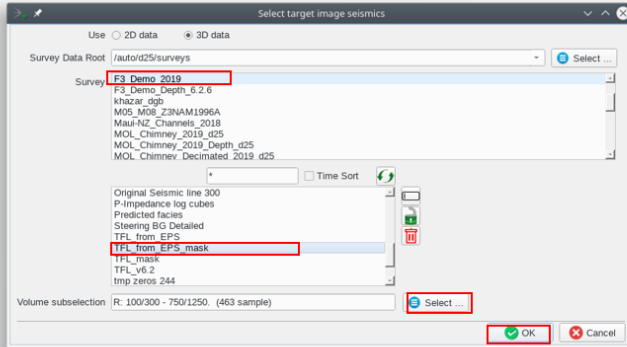 Select target image seismics
Use 2D data 3D data
Survey Data Root /auto/d25/surveys Select ...
Survey F3_Demo_2019
F3_Demo_Depth_6.2.6
khazar_dgb
M05_M08_Z3NAM1996A
Maui-NZ_Channels_2018
MOL_Chimney_2019_d25
MOL_Chimney_2019_Depth_d25
MOL_Chimney_Decimated_2019_d25
* Time Sort
Original Seismic line 300
P-Impedance log cubes
Predicted facies
Steering BG Detailed
TFL_from_EPS
TFL_from_EPS_mask
TFL_mask
TFL_v6.2
tmp zeros 244
Volume subselection R: 100/300 - 750/1250. (463 sample) Select ...
OK Cancel